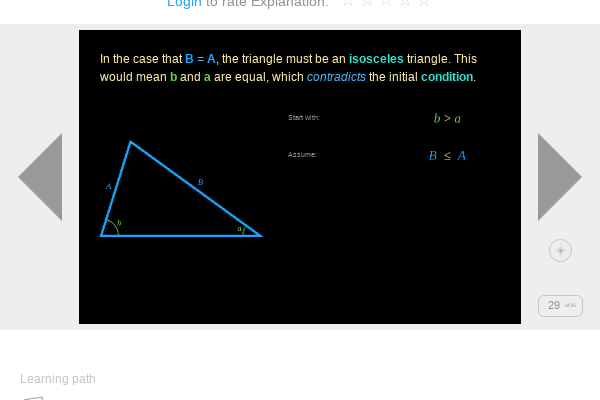 Login to rate Explanation:
In the case that B = A, the triangle must be an isosceles triangle. This
would mean b and a are equal, which contradicts the initial condition.
Start with:
b > a
Assume:
B ≤ A
A
B
b
a
29 of 36
Learning path